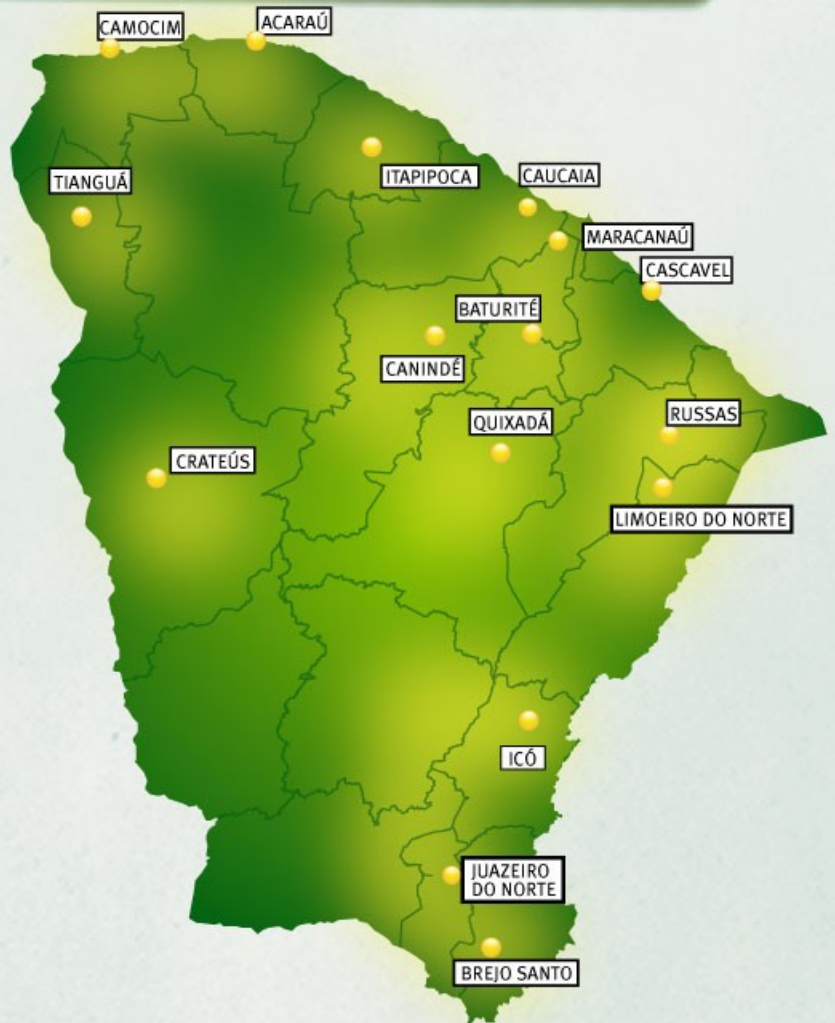 CAMOCIM
ACARAÚ
TIANGUÁ
ITAPIPOCA
CAUCAIA
MARACANAÚ
CASCAVEL
BATURITÉ
CANINDÉ
QUIXADÁ
RUSSAS
CRATEÚS
LIMOEIRO DO NORTE
ICÓ
JUAZEIRO
DO NORTE
BREJO SANTO